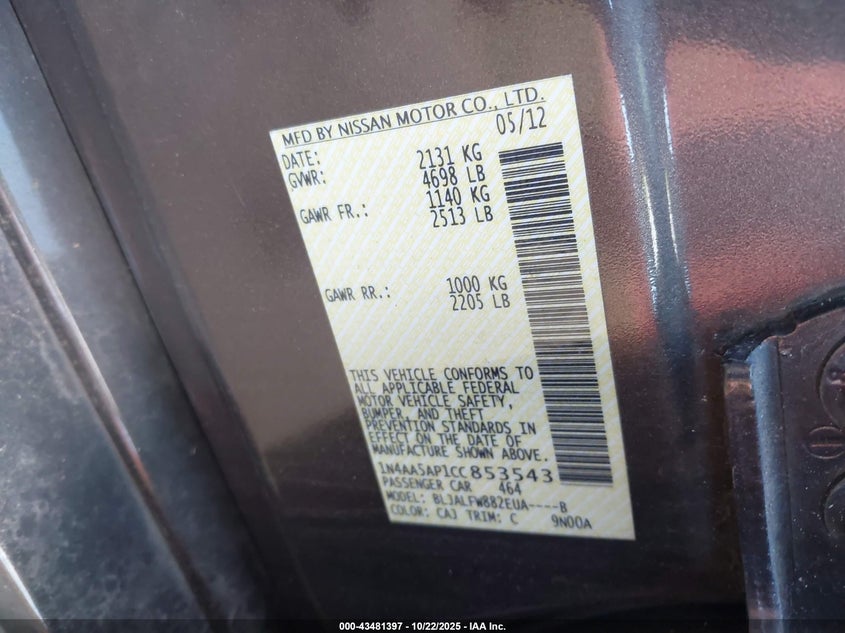 MFD BY NISSAN MOTOR CO., LTD.
DATE: 05/12
GVWR: 2131 KG
4698 LB
GAWR FR.: 1140 KG
2513 LB
GAWR RR.: 1000 KG
2205 LB
THIS VEHICLE CONFORMS TO
ALL APPLICABLE FEDERAL
MOTOR VEHICLE SAFETY,
BUMPER, AND THEFT
PREVENTION STANDARDS IN
EFFECT ON THE DATE OF
MANUFACTURE SHOWN ABOVE.
1N4AA5AP1CC853543
PASSENGER CAR 464
MODEL: BLJALFW882EUA----B
COLOR: CAJ TRIM: C 9N00A
000-43481397 - 10/22/2025 - IAA Inc.